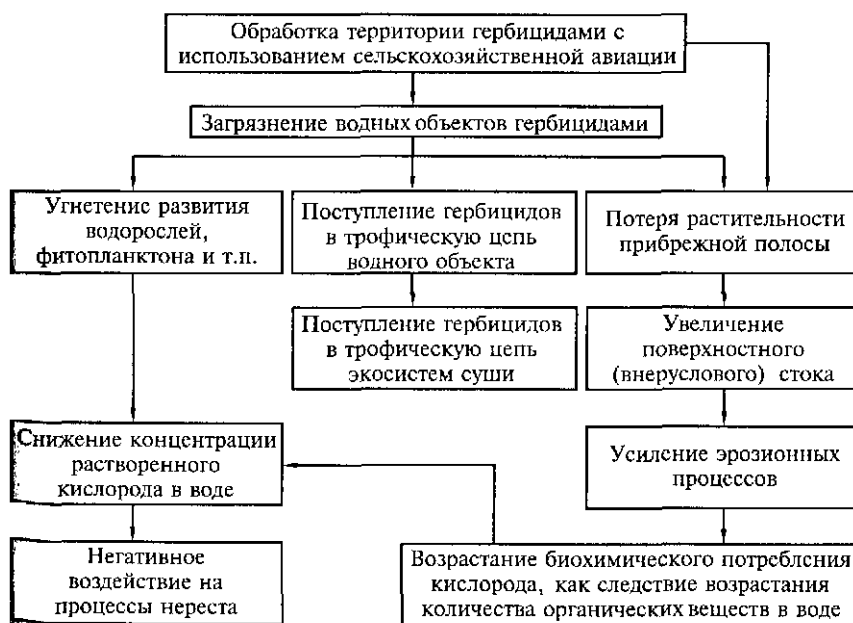 Обработка территории гербицидами с
использованием сельскохозяйственной авиации
Загрязнение водных объектов гербицидами
Угнетение развития
водорослей,
фитопланктона и т.п.
Поступление гербицидов
в трофическую цепь
водного объекта
Потеря растительности
прибрежной полосы
Поступление гербицидов
в трофическую цепь
экосистем суши
Увеличение
поверхностного
(внеруслового) стока
Снижение концентрации
растворенного
кислорода в воде
Усиление эрозионных
процессов
Негативное
воздействие на
процессы нереста
Возрастание биохимического потребления
кислорода, как следствие возрастания
количества органических веществ в воде